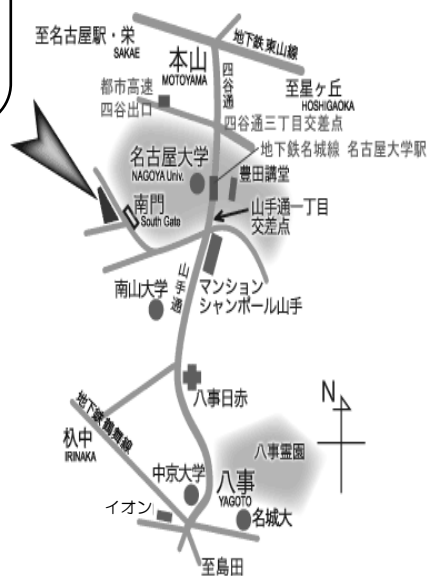 至名古屋駅・栄
SAKAE
地下鉄東山線
本山
MOTOYAMA
四谷通
至星ヶ丘
HOSHIGAOKA
都市高速
四谷出口
四谷通三丁目交差点
地下鉄名城線 名古屋大学駅
名古屋大学
NAGOYA Univ.
豊田講堂
南門
South Gate
山手通一丁目
交差点
山手通
南山大学
マンション
シャンボール山手
八事日赤
N
地下鉄鶴舞線
杁中
IRINAKA
八事霊園
中京大学
八事
YAGOTO
イオン
名城大
至島田